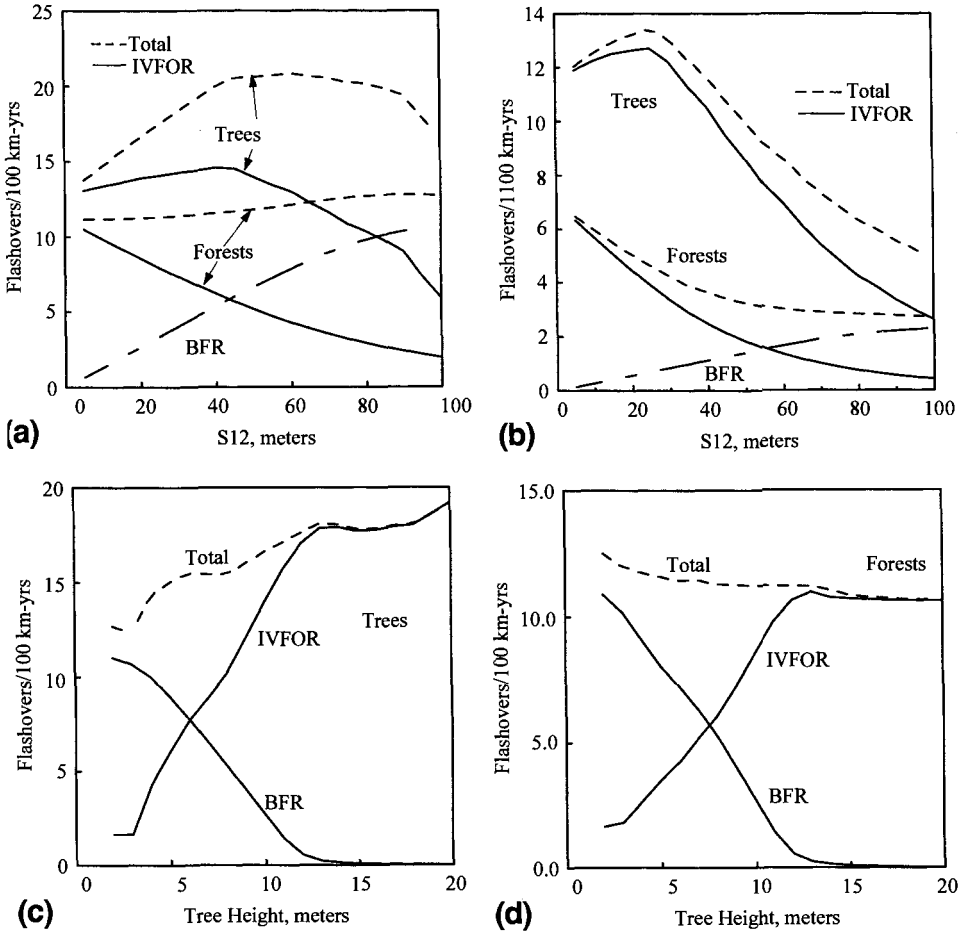 25
20
15
10
5
0
Flashovers/100 km-yrs
Total
IVFOR
Trees
Forests
BFR
0 20 40 60 80 100
S12, meters
(a)
14
12
10
8
6
4
2
0
Flashovers/1100 km-yrs
Total
IVFOR
Trees
Forests
BFR
0 20 40 60 80 100
S12, meters
(b)
20
15
10
5
0
Flashovers/100 km-yrs
Total
Trees
IVFOR
BFR
0 5 10 15 20
Tree Height, meters
(c)
15.0
10.0
5.0
0.0
Flashovers/100 km-yrs
Total
Forests
IVFOR
BFR
0 5 10 15 20
Tree Height, meters
(d)